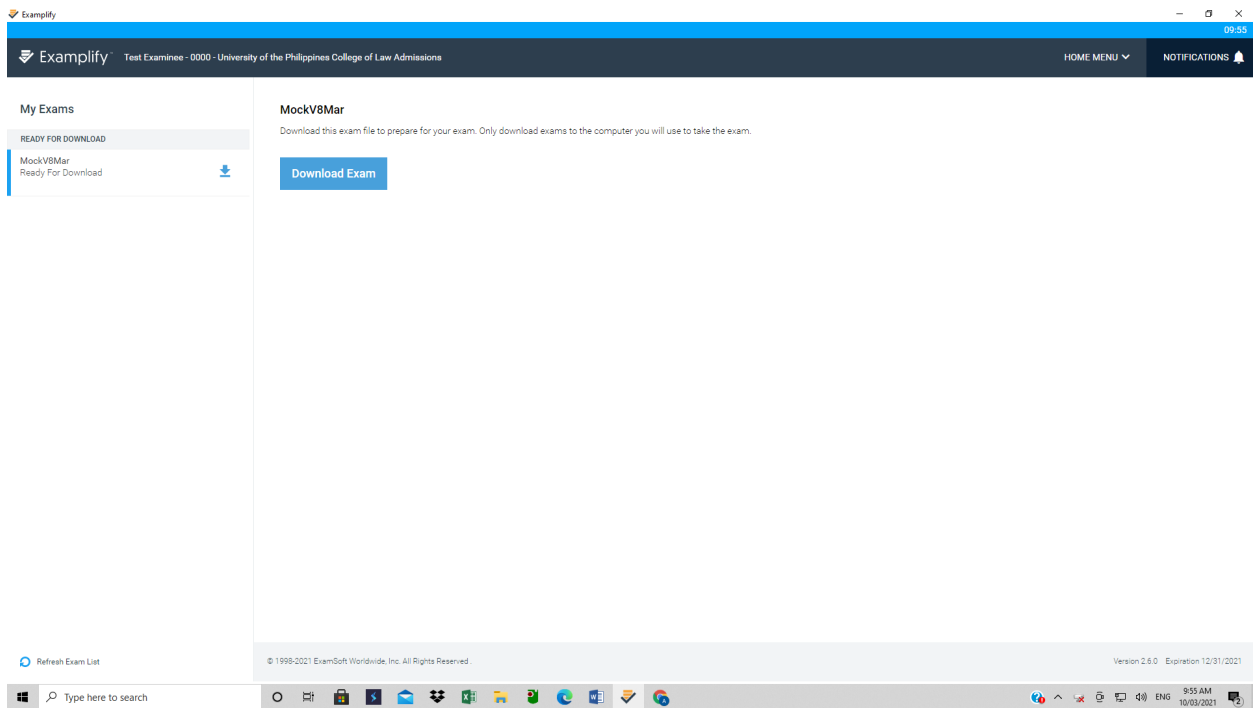 Examplify
09:55
Examplify Test Examinee - 0000 - University of the Philippines College of Law Admissions HOME MENU NOTIFICATIONS
My Exams
READY FOR DOWNLOAD
MockV8Mar
Ready For Download
MockV8Mar
Download this exam file to prepare for your exam. Only download exams to the computer you will use to take the exam.
Download Exam
Refresh Exam List
© 1998-2021 ExamSoft Worldwide, Inc. All Rights Reserved . Version 2.6.0 Expiration 12/31/2021
Type here to search
ENG
9:55 AM
10/03/2021
2